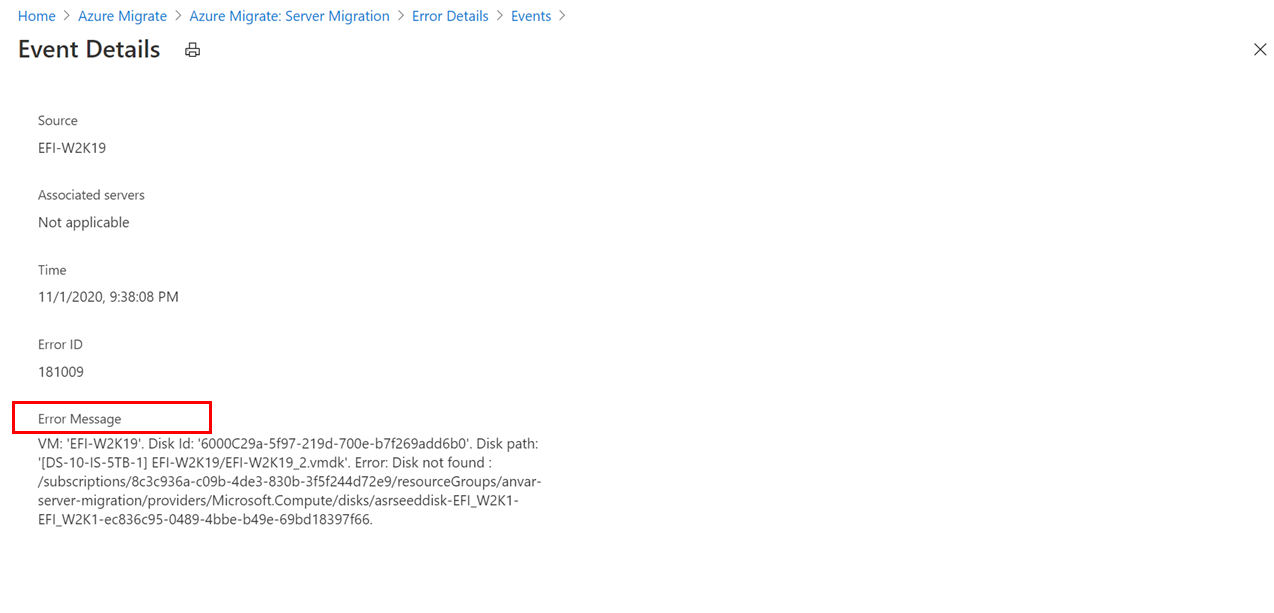 Home > Azure Migrate > Azure Migrate: Server Migration > Error Details > Events >
Event Details
Source
EFI-W2K19
Associated servers
Not applicable
Time
11/1/2020, 9:38:08 PM
Error ID
181009
Error Message
VM: 'EFI-W2K19'. Disk Id: '6000C29a-5f97-219d-700e-b7f269add6b0'. Disk path:
'[DS-10-IS-5TB-1] EFI-W2K19/EFI-W2K19_2.vmdk'. Error: Disk not found :
/subscriptions/8c3c936a-c09b-4de3-830b-3f5f244d72e9/resourceGroups/anvar-
server-migration/providers/Microsoft.Compute/disks/asrseeddisk-EFI_W2K1-
EFI_W2K1-ec836c95-0489-4bbe-b49e-69bd18397f66.